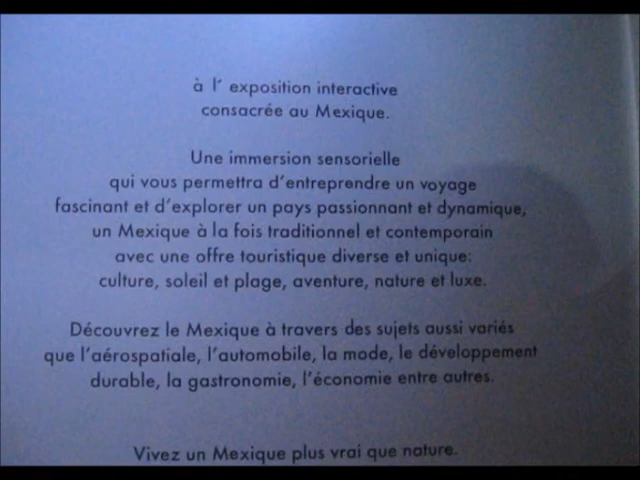 à l' exposition interactive
consacrée au Mexique.
Une immersion sensorielle
qui vous permettra d'entreprendre un voyage
fascinant et d'explorer un pays passionnant et dynamique,
un Mexique à la fois traditionnel et contemporain
avec une offre touristique diverse et unique:
culture, soleil et plage, aventure, nature et luxe.
Découvrez le Mexique à travers des sujets aussi variés
que l'aérospatiale, l'automobile, la mode, le développement
durable, la gastronomie, l'économie entre autres.
Vivez un Mexique plus vrai que nature.